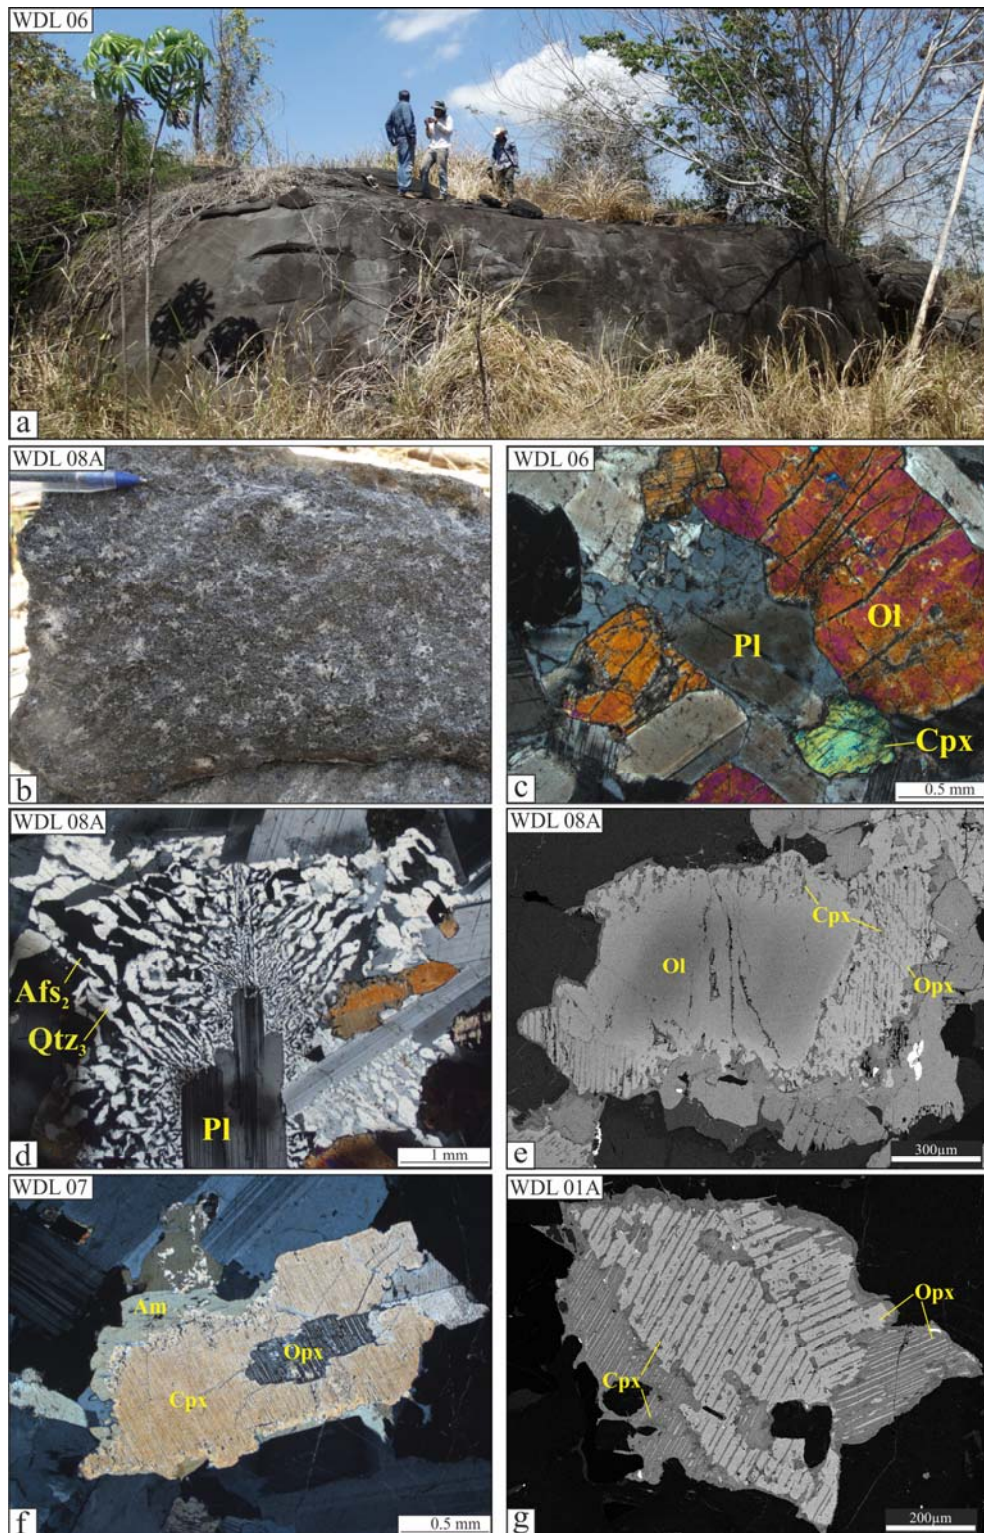 WDL 06
a
WDL 08A
b
WDL 06
Ol
Pl
Cpx
0.5 mm
c
WDL 08A
Afs2
Qtz3
Pl
1 mm
d
WDL 08A
Cpx
Ol
Opx
300µm
e
WDL 07
Am
Opx
Cpx
0.5 mm
f
WDL 01A
Opx
Cpx
200µm
g